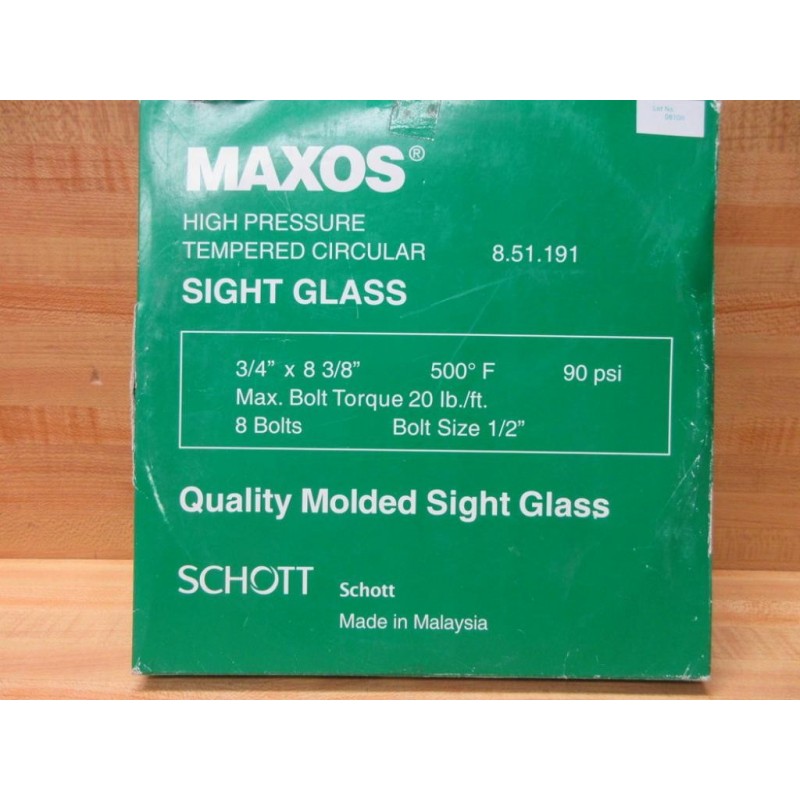 MAXOS®
HIGH PRESSURE
TEMPERED CIRCULAR 8.51.191
SIGHT GLASS
3/4" x 8 3/8" 500° F 90 psi
Max. Bolt Torque 20 lb./ft.
8 Bolts Bolt Size 1/2"
Quality Molded Sight Glass
SCHOTT Schott
Made in Malaysia